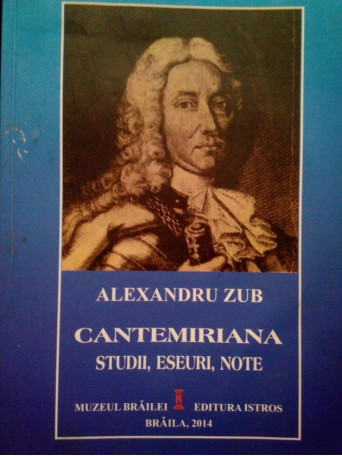 ALEXANDRU ZUB
CANTEMIRIANA
STUDII, ESEURI, NOTE
MUZEUL BRĂILEI EDITURA ISTROS
BRĂILA, 2014